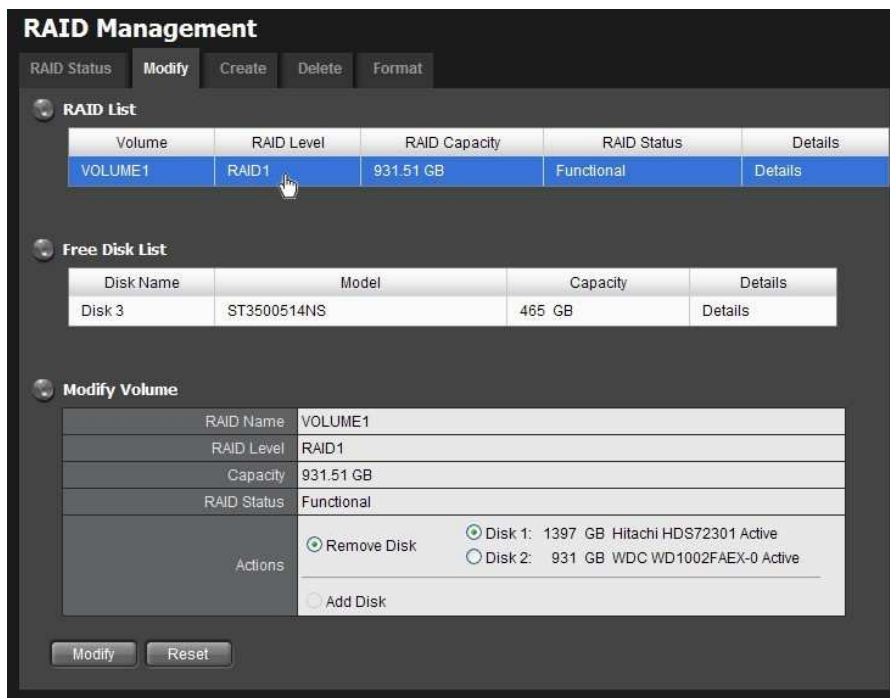 RAID Management
RAID Status Modify Create Delete Format
RAID List
Volume RAID Level RAID Capacity RAID Status Details
VOLUME1 RAID1 931.51 GB Functional Details
Free Disk List
Disk Name Model Capacity Details
Disk 3 ST3500514NS 465 GB Details
Modify Volume
RAID Name VOLUME1
RAID Level RAID1
Capacity 931.51 GB
RAID Status Functional
Actions Remove Disk Disk 1: 1397 GB Hitachi HDS72301 Active
Disk 2: 931 GB WDC WD1002FAEX-0 Active
Add Disk
Modify Reset